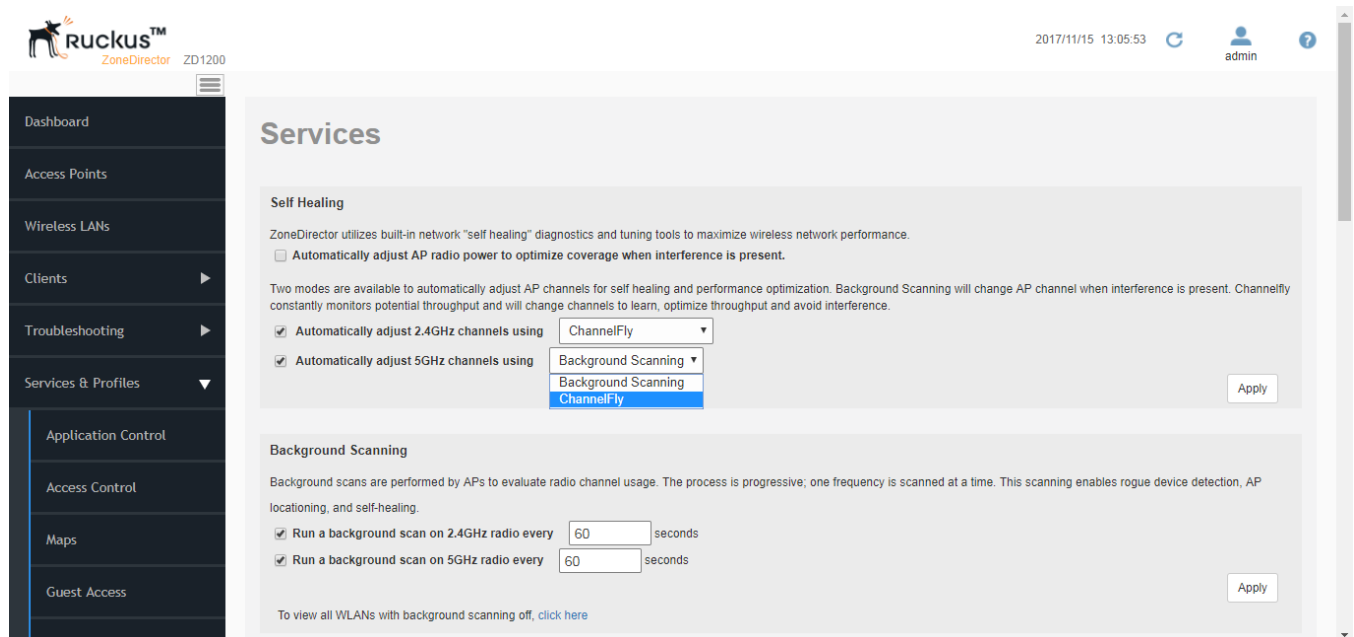 Ruckus™
ZoneDirector ZD1200
2017/11/15 13:05:53
admin
?
Dashboard
Access Points
Wireless LANs
Clients
Troubleshooting
Services & Profiles
Application Control
Access Control
Maps
Guest Access
Services
Self Healing
ZoneDirector utilizes built-in network "self healing" diagnostics and tuning tools to maximize wireless network performance.
Automatically adjust AP radio power to optimize coverage when interference is present.
Two modes are available to automatically adjust AP channels for self healing and performance optimization. Background Scanning will change AP channel when interference is present. Channelfly
constantly monitors potential throughput and will change channels to learn, optimize throughput and avoid interference.
Automatically adjust 2.4GHz channels using ChannelFly
Automatically adjust 5GHz channels using Background Scanning
Background Scanning
ChannelFly
Apply
Background Scanning
Background scans are performed by APs to evaluate radio channel usage. The process is progressive; one frequency is scanned at a time. This scanning enables rogue device detection, AP
locationing, and self-healing.
Run a background scan on 2.4GHz radio every 60 seconds
Run a background scan on 5GHz radio every 60 seconds
Apply
To view all WLANs with background scanning off, click here